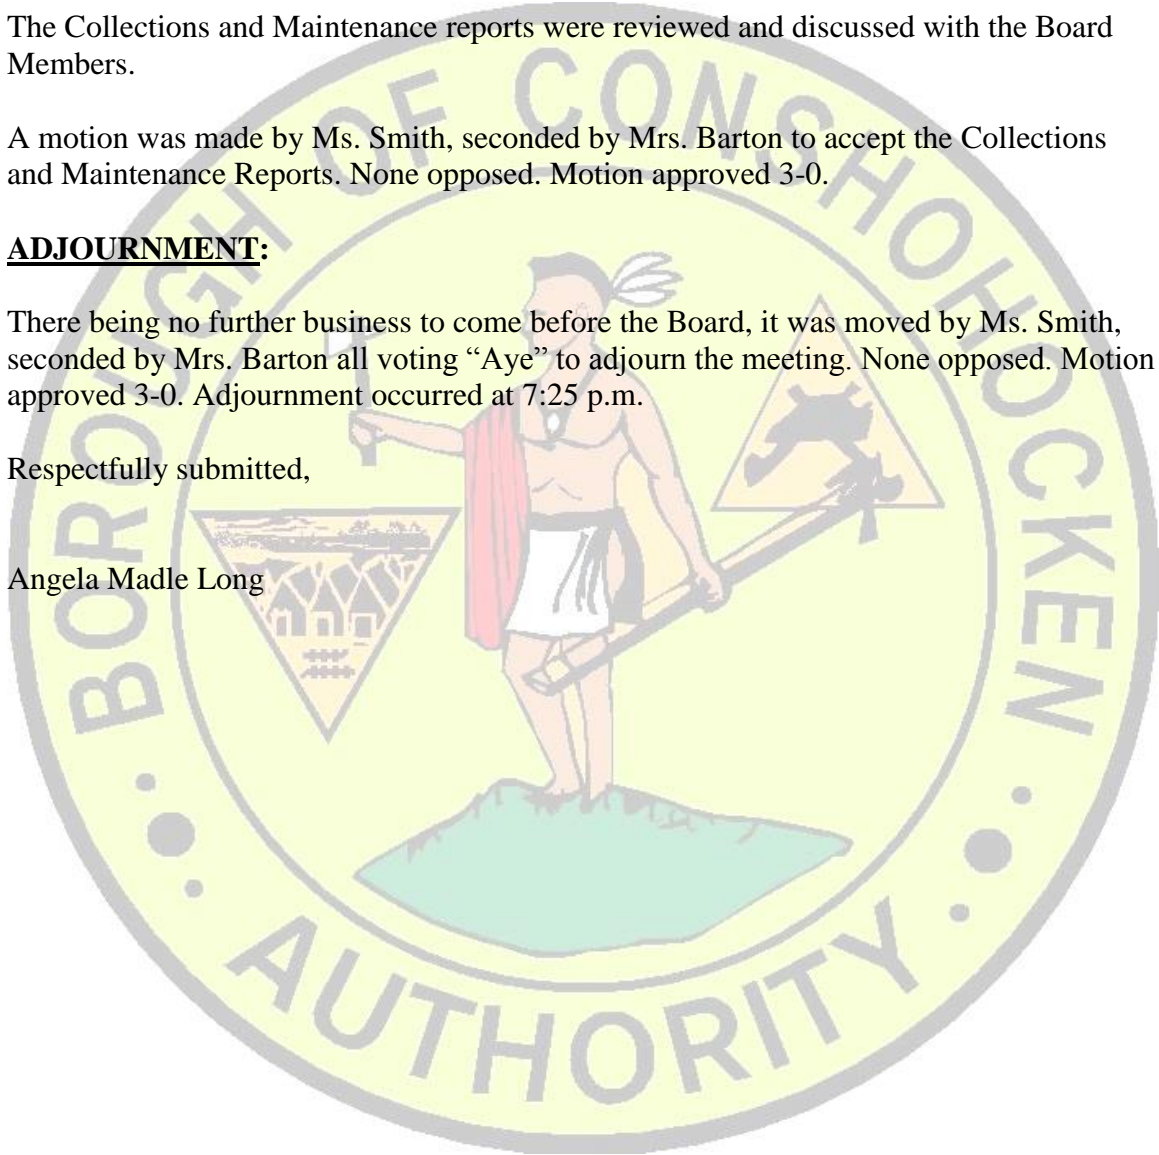 The Collections and Maintenance reports were reviewed and discussed with the Board
Members.
A motion was made by Ms. Smith, seconded by Mrs. Barton to accept the Collections
and Maintenance Reports. None opposed. Motion approved 3-0.
ADJOURNMENT:
There being no further business to come before the Board, it was moved by Ms. Smith,
seconded by Mrs. Barton all voting “Aye” to adjourn the meeting. None opposed. Motion
approved 3-0. Adjournment occurred at 7:25 p.m.
Respectfully submitted,
Angela Madle Long
BOROUGH OF CONSHOHOCKEN
AUTHORITY